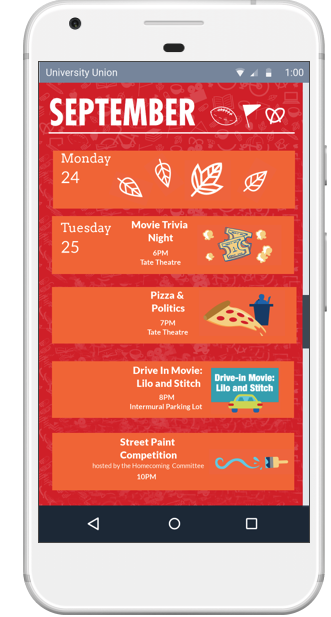 University Union
1:00
SEPTEMBER
Monday
24
Tuesday
25
Movie Trivia
Night
6PM
Tate Theatre
Pizza &
Politics
7PM
Tate Theatre
Drive In Movie:
Lilo and Stitch
8PM
Intermural Parking Lot
Drive-in Movie:
Lilo and Stitch
Street Paint
Competition
hosted by the Homecoming Committee
10PM